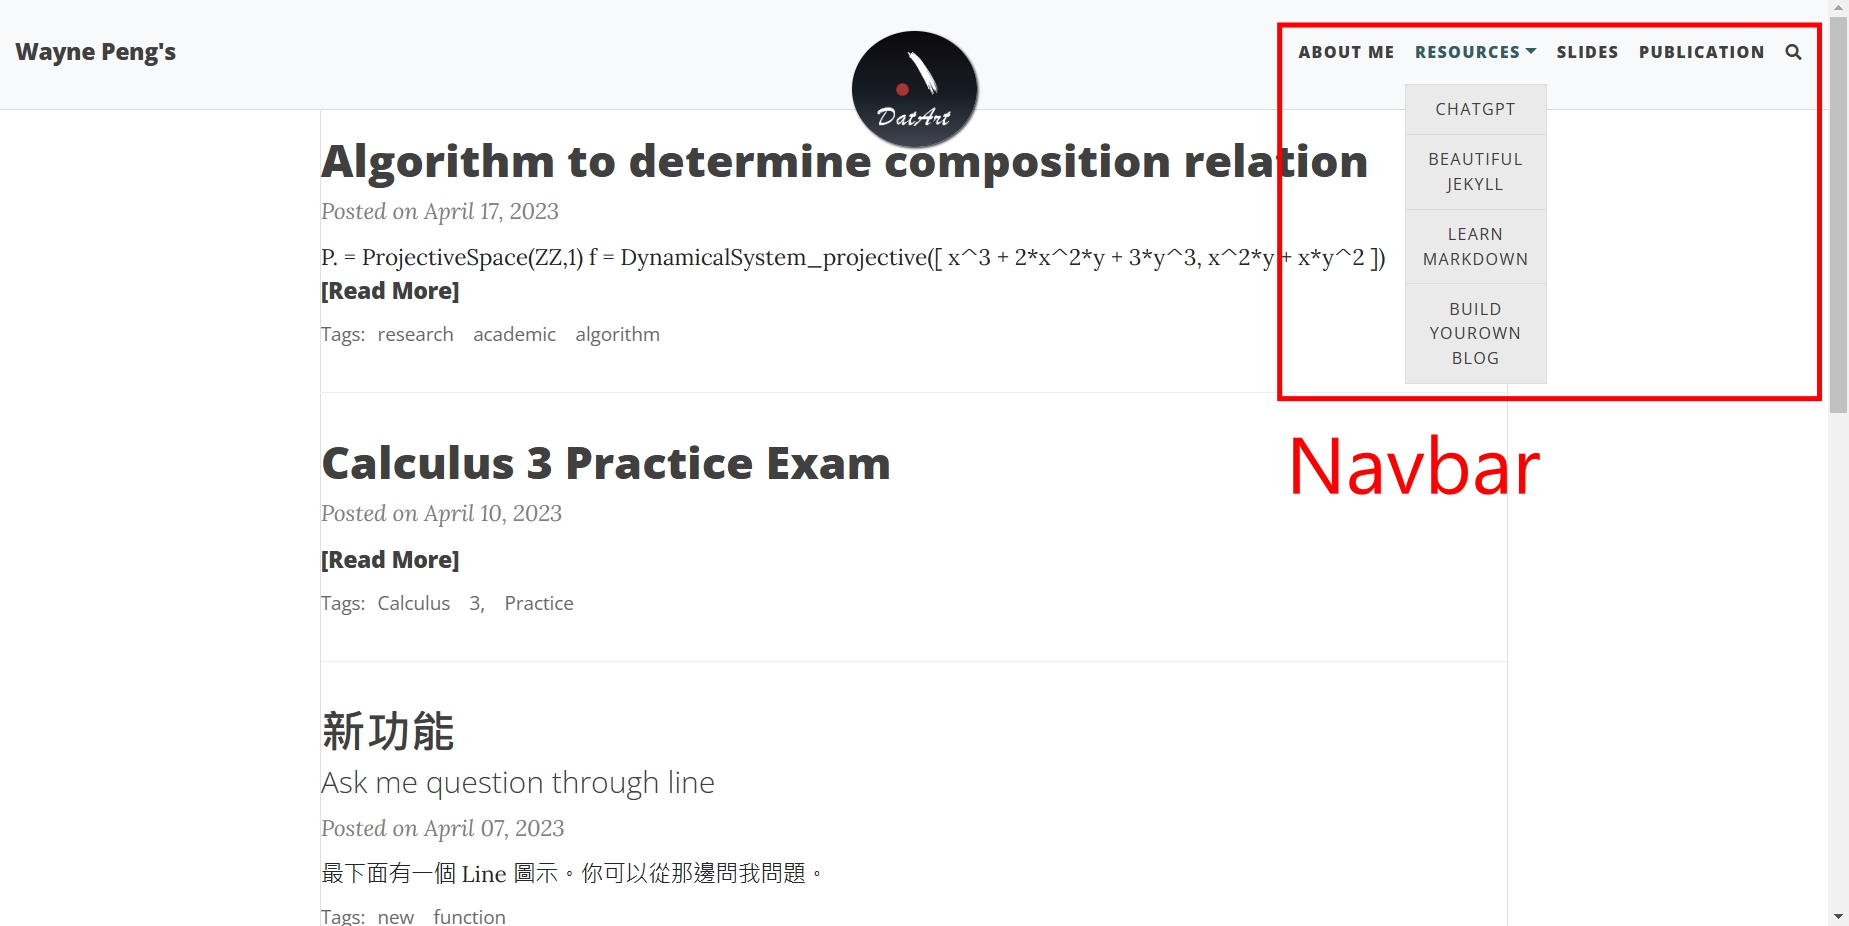 Wayne Peng's
DatArt
ABOUT ME RESOURCES SLIDES PUBLICATION
CHATGPT
BEAUTIFUL
JEKYLL
LEARN
MARKDOWN
BUILD
YOUROWN
BLOG
Navbar
Algorithm to determine composition relation
Posted on April 17, 2023
P. = ProjectiveSpace(ZZ,1) f = DynamicalSystem_projective([ x^3 + 2*x^2*y + 3*y^3, x^2*y + x*y^2 ])
[Read More]
Tags: research academic algorithm
Calculus 3 Practice Exam
Posted on April 10, 2023
[Read More]
Tags: Calculus 3, Practice
新功能
Ask me question through line
Posted on April 07, 2023
最下面有一個 Line 圖示。你可以從那邊問我問題。
Tags: new function